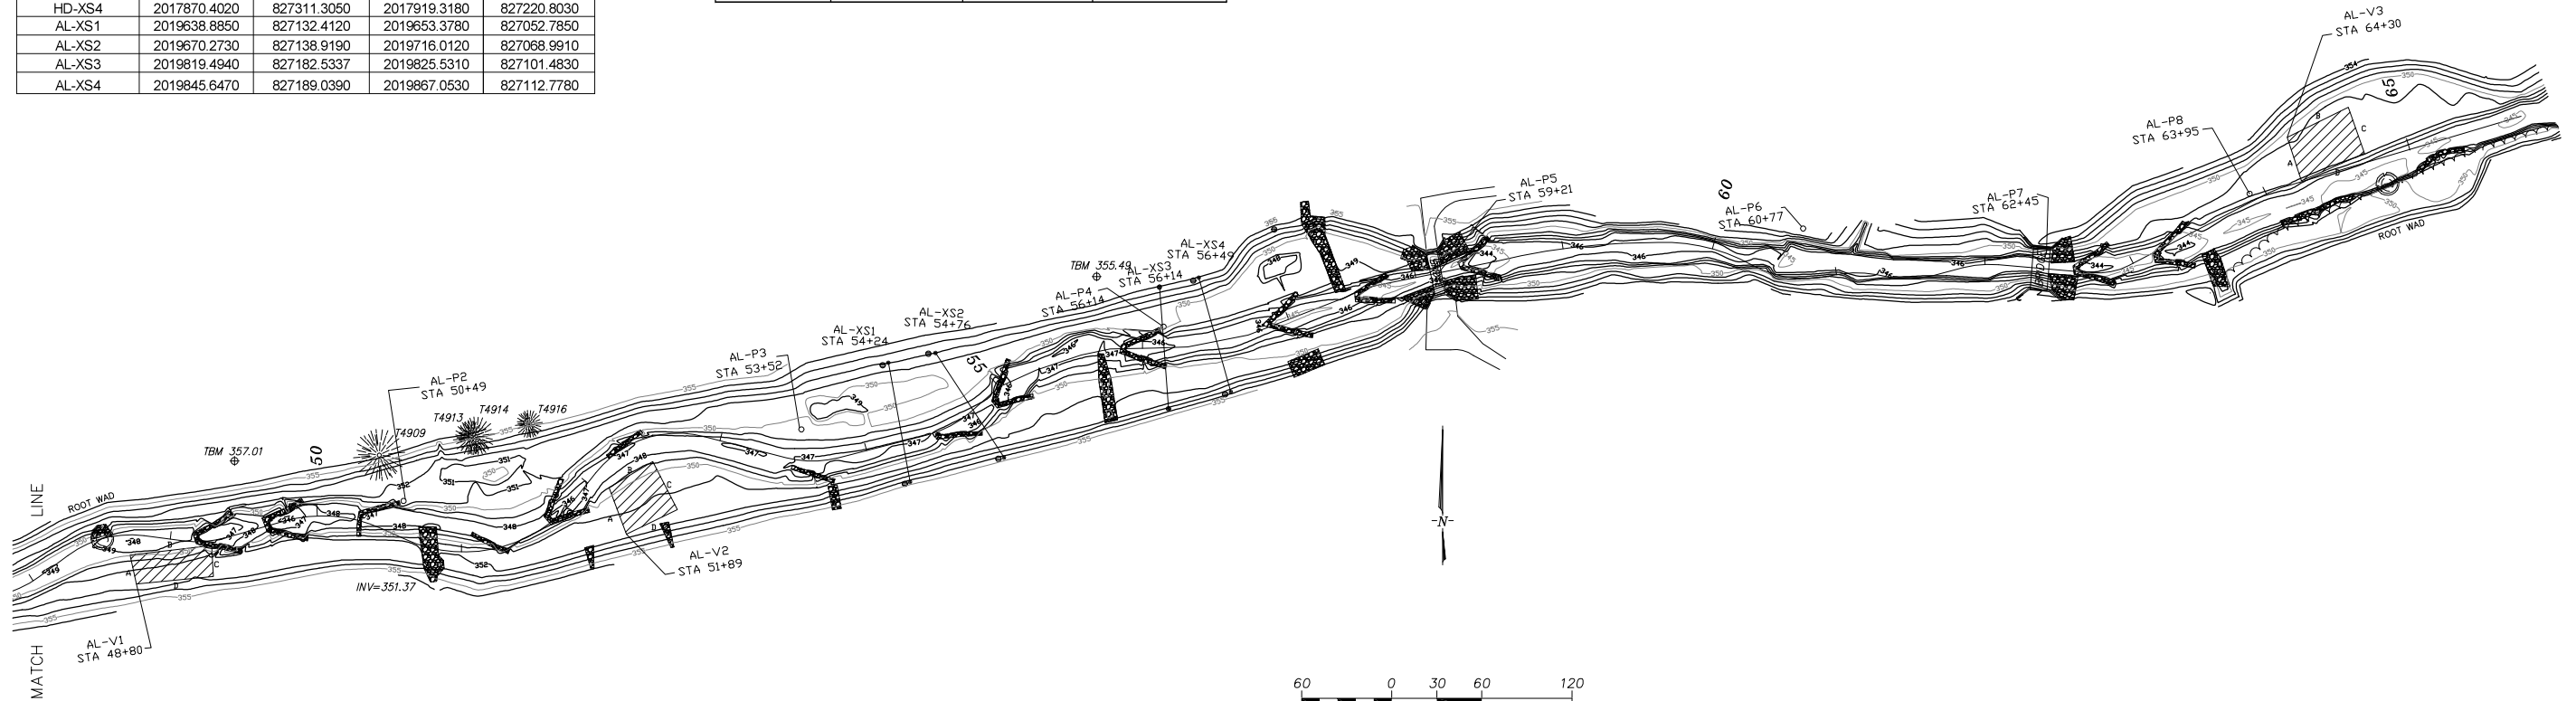 HD-XS4 2017870.4020 827311.3050 2017919.3180 827220.8030
AL-XS1 2019638.8850 827132.4120 2019653.3780 827052.7850
AL-XS2 2019670.2730 827138.9190 2019716.0120 827068.9910
AL-XS3 2019819.4940 827182.5337 2019825.5310 827101.4830
AL-XS4 2019845.6470 827189.0390 2019867.0530 827112.7780
AL-V3
STA 64+30
65
AL-P8
STA 63+95
ROOT WAD
AL-P7
STA 62+45
AL-P6
STA 60+77
60
AL-P5
STA 59+21
AL-XS4
STA 56+49
AL-XS3
STA 56+14
TBM 355.49
AL-P4
STA 56+14
AL-XS2
STA 54+76
55
AL-XS1
STA 54+24
AL-P3
STA 53+52
AL-P2
STA 50+49
T4916
T4914
T4913
T4909
50
TBM 357.01
ROOT WAD
MATCH LINE
A B C D
AL-V2
STA 51+89
INV=351.37
AL-V1
STA 48+80
-N-
60 0 30 60 120